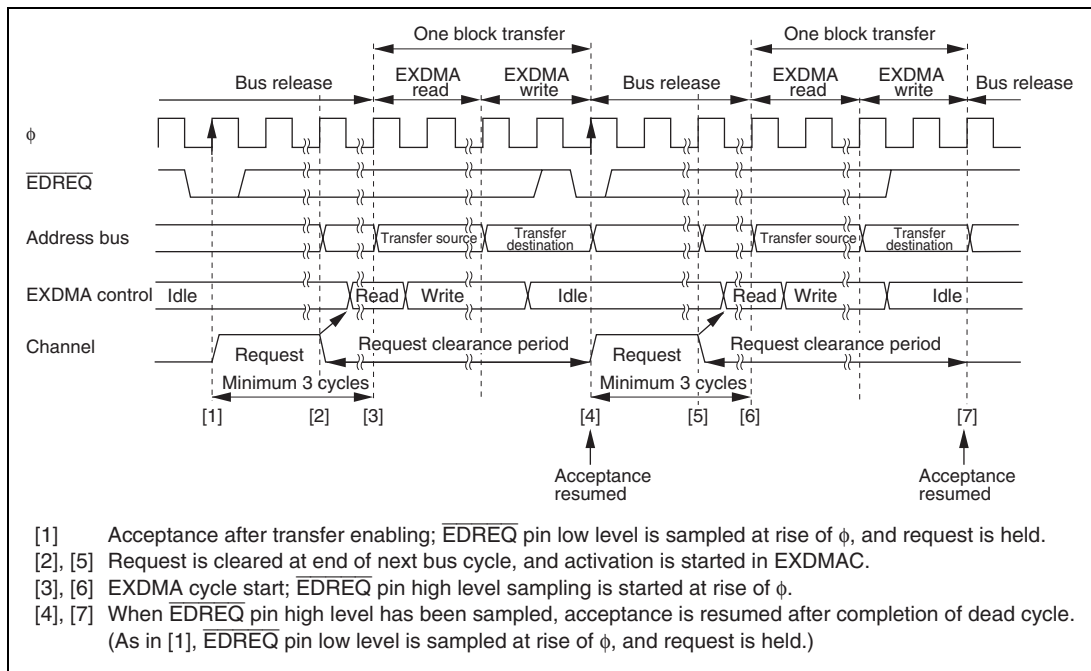 One block transfer One block transfer
Bus release EXDMA read EXDMA write Bus release EXDMA read EXDMA write Bus release
ϕ
EDREQ
Address bus Transfer source Transfer destination Transfer source Transfer destination
EXDMA control Idle Read Write Idle Read Write Idle
Channel Request Request clearance period Request Request clearance period
Minimum 3 cycles Minimum 3 cycles
[1] [2] [3] [4] [5] [6] [7]
Acceptance resumed Acceptance resumed
[1] Acceptance after transfer enabling; EDREQ pin low level is sampled at rise of ϕ, and request is held.
[2], [5] Request is cleared at end of next bus cycle, and activation is started in EXDMAC.
[3], [6] EXDMA cycle start; EDREQ pin high level sampling is started at rise of ϕ.
[4], [7] When EDREQ pin high level has been sampled, acceptance is resumed after completion of dead cycle.
(As in [1], EDREQ pin low level is sampled at rise of ϕ, and request is held.)